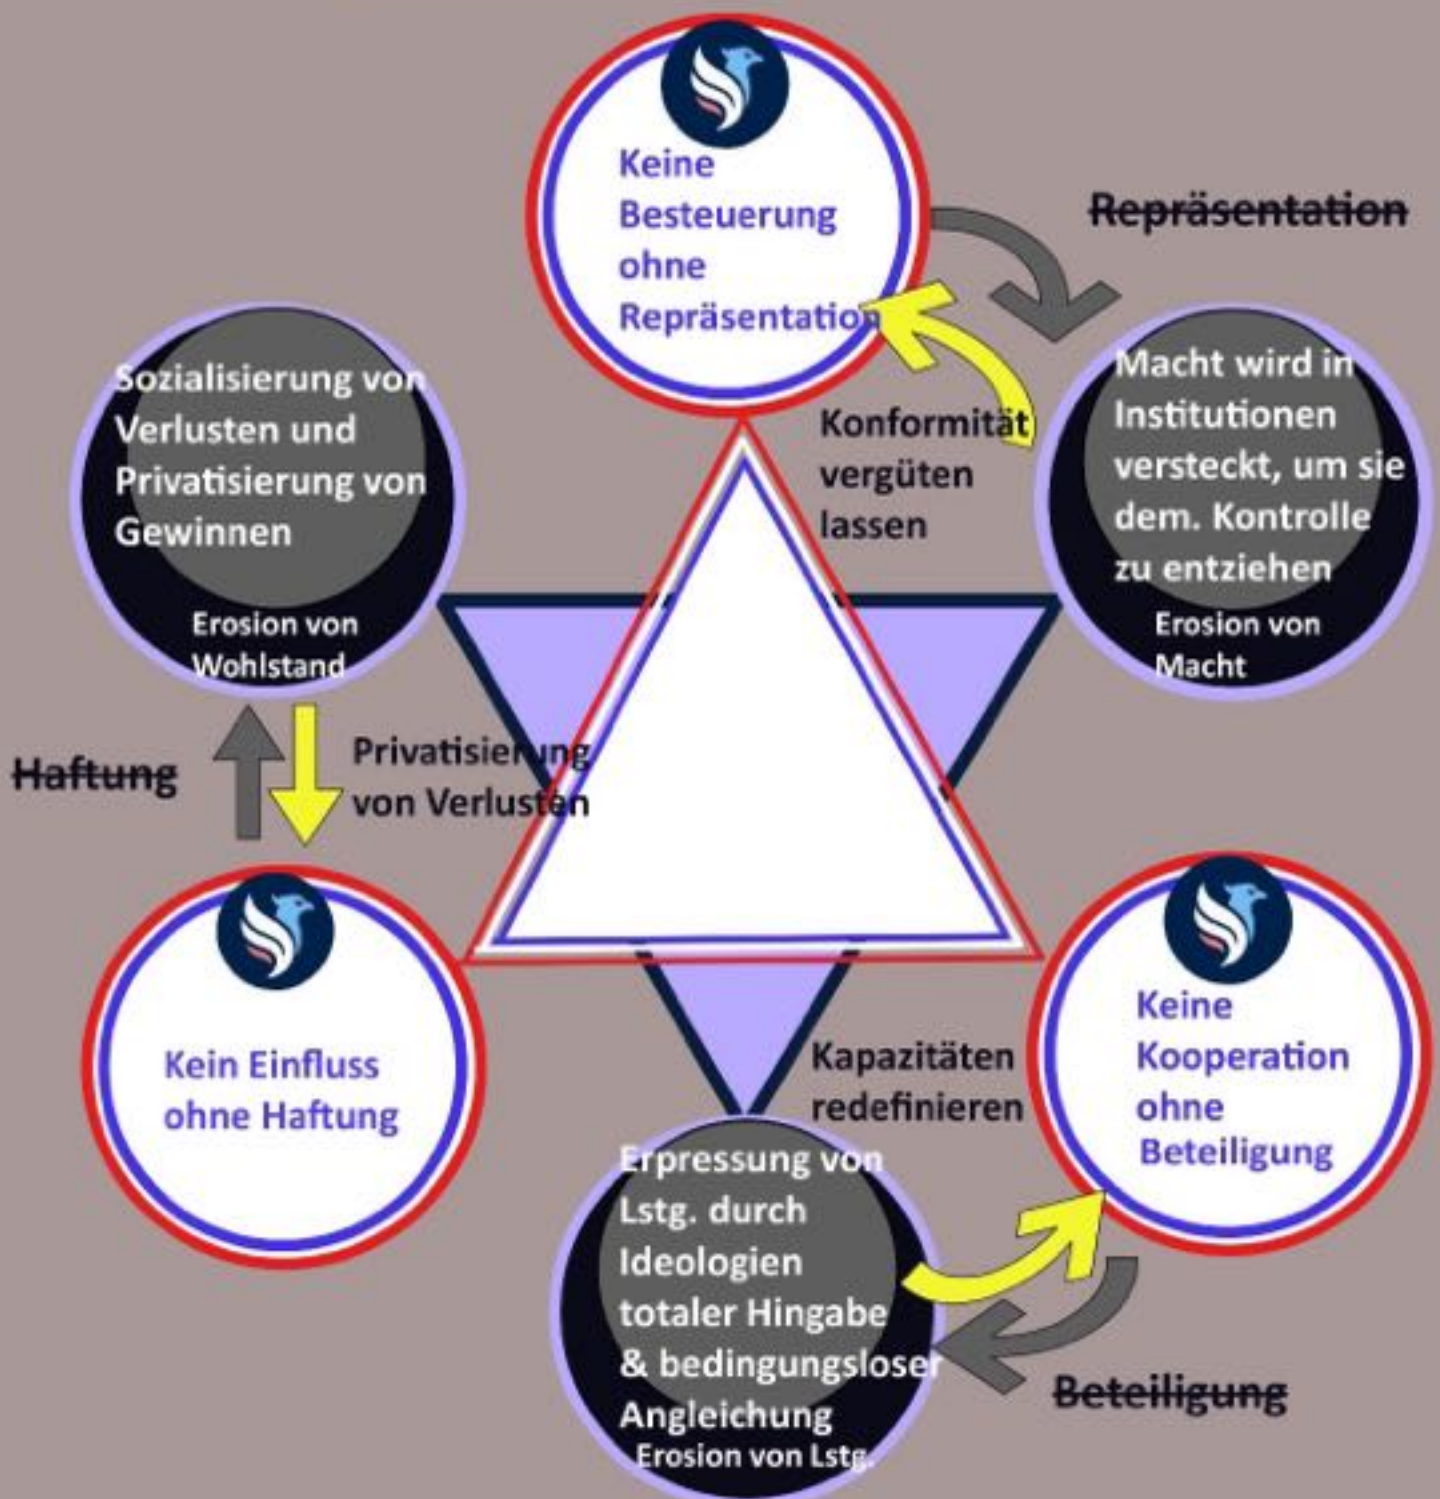 Keine
Besteuerung
ohne
Repräsentation
Repräsentation
Macht wird in
Institutionen
versteckt, um sie
dem. Kontrolle
zu entziehen
Erosion von
Macht
Konformität
vergüten
lassen
Sozialisierung von
Verlusten und
Privatisierung von
Gewinnen
Erosion von
Wohlstand
Haftung
Privatisierung
von Verlusten
Kein Einfluss
ohne Haftung
Keine
Kooperation
ohne
Beteiligung
Kapazitäten
redefinieren
Erpressung von
Lstg. durch
Ideologien
totaler Hingabe
& bedingungsloser
Angleichung
Erosion von Lstg.
Beteiligung